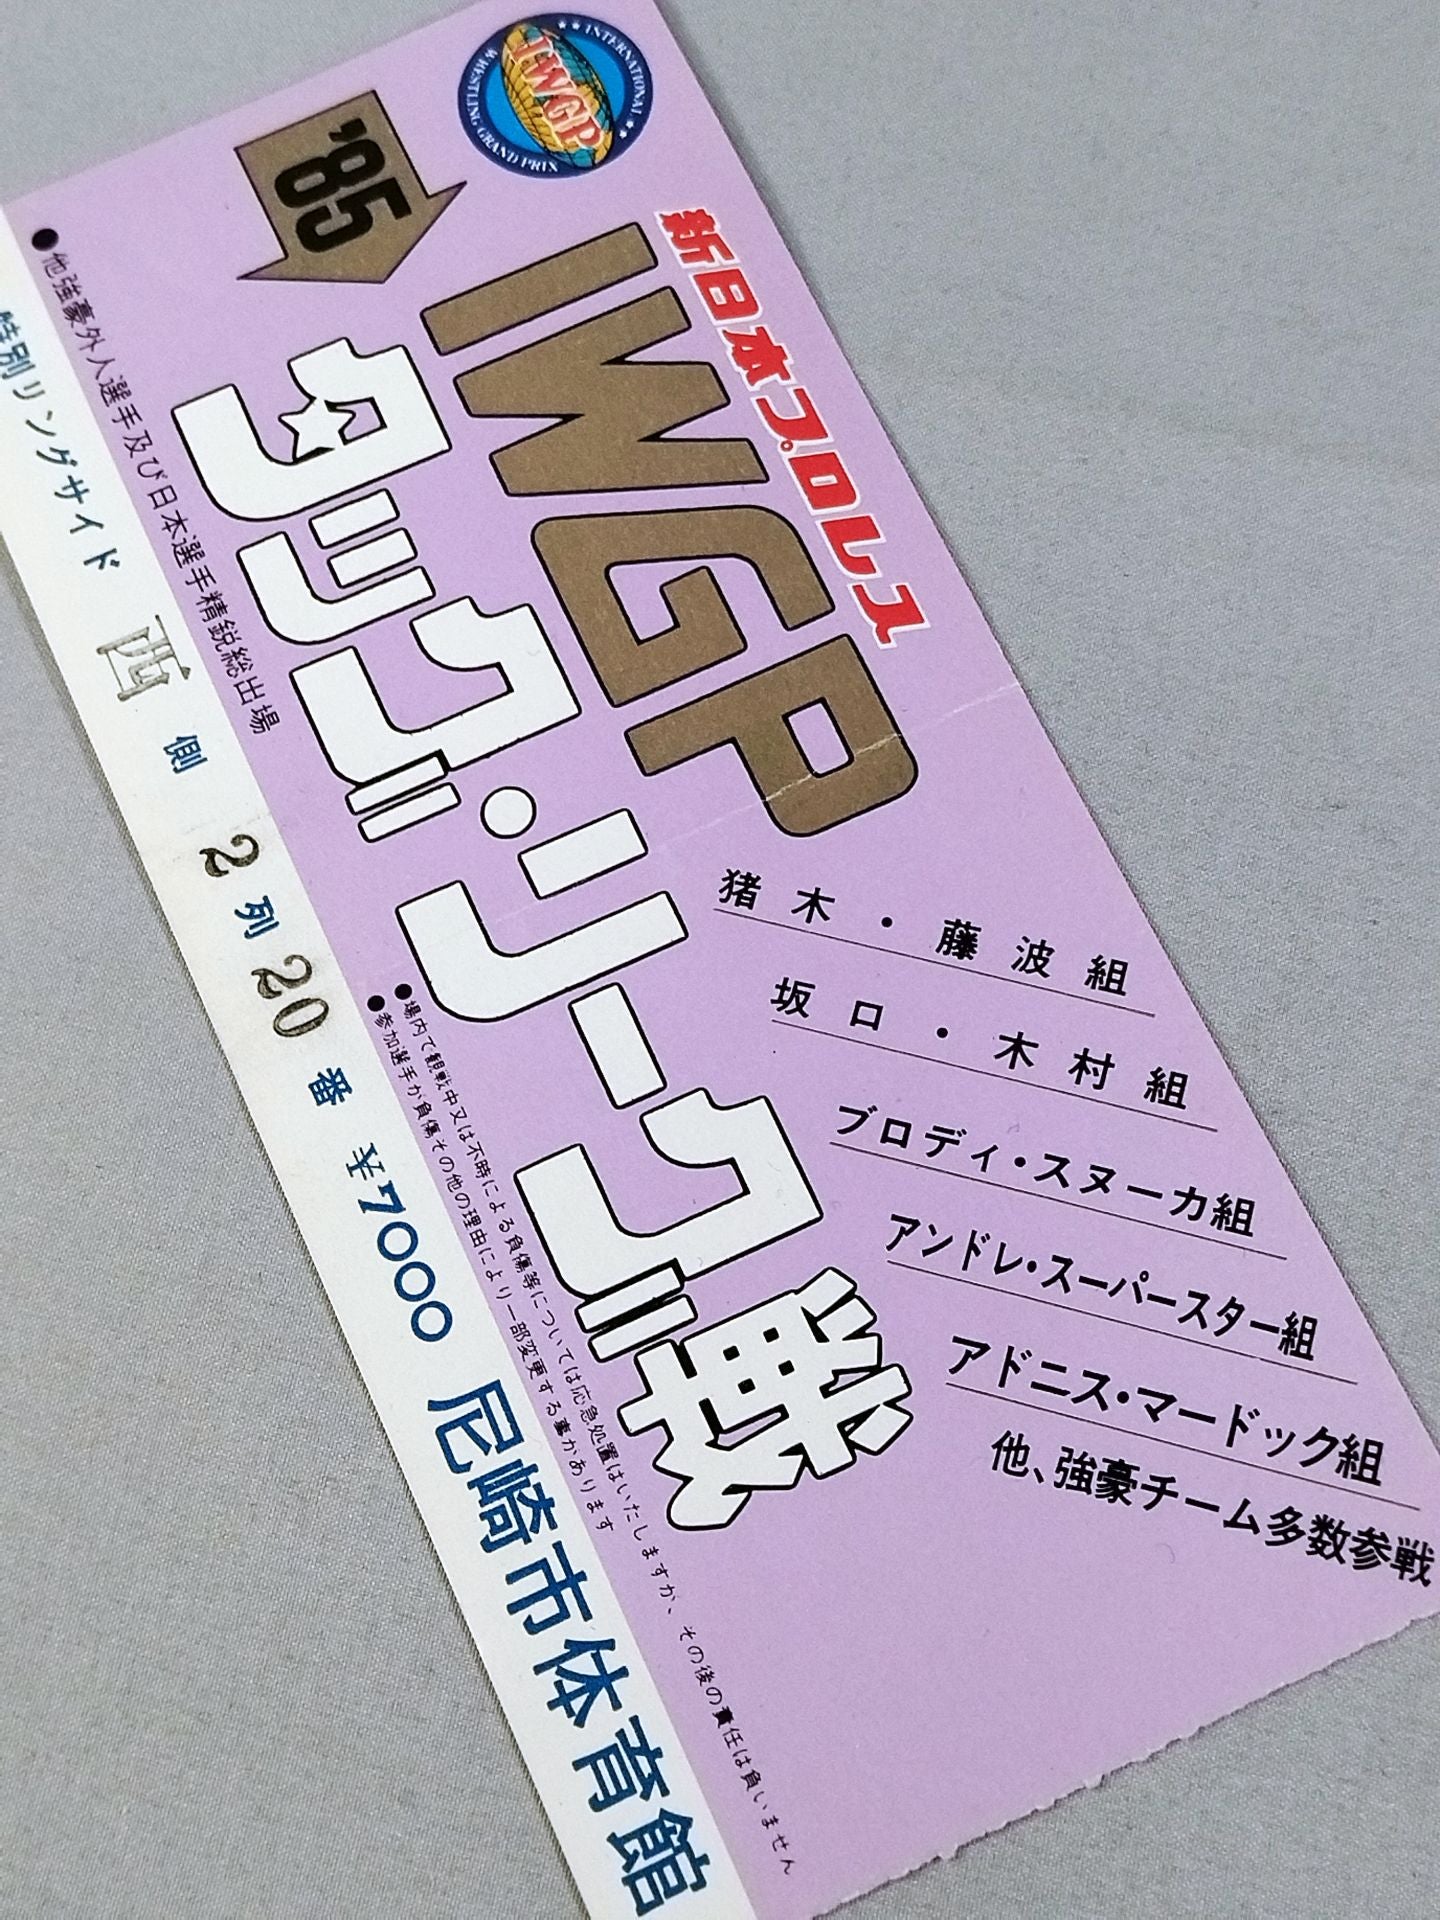 ★★INTERNATIONAL★★
WRESTLING GRAND PRIX
IWGP
'85
新日本プロレス
IWGP
タッグ・リーグ戦
猪木・藤波組
坂口・木村組
ブロディ・スヌーカ組
アンドレ・スーパースター組
アドニス・マードック組
他、強豪チーム多数参戦
●他強豪外人選手及び日本選手精鋭総出場
●場内で観戦中又は不時による負傷等については応急処置はいたしますが、その後の責任は負いません
●参加選手が負傷その他の理由により一部変更する事があります
特別リングサイド 西側 2列20番 ¥7000 尼崎市体育館